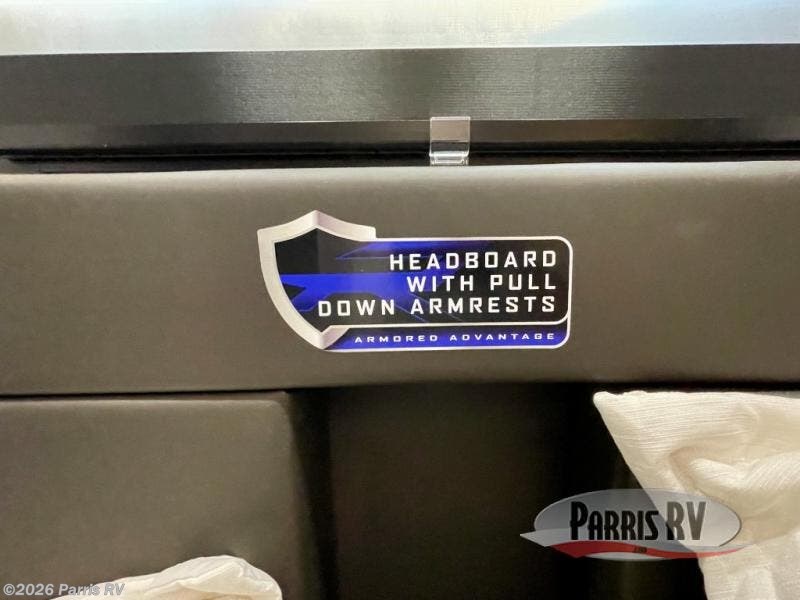 HEADBOARD
WITH PULL
DOWN ARMRESTS
ARMORED ADVANTAGE
PARRIS RV
©2026 Parris RV